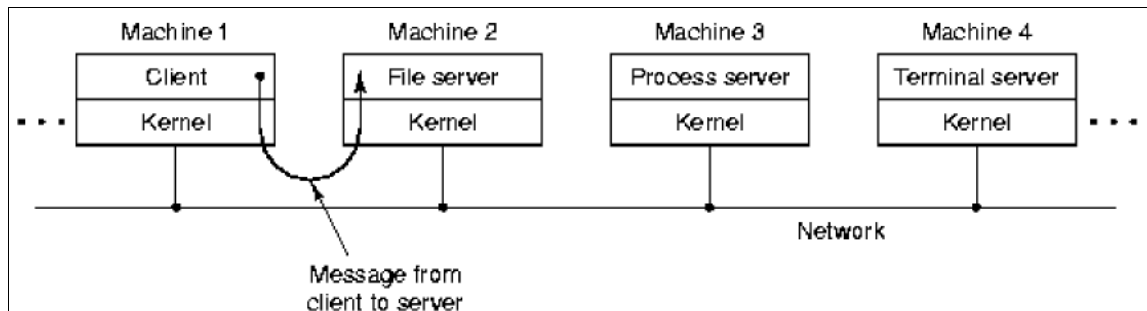 Machine 1
Machine 2
Machine 3
Machine 4
Client
File server
Process server
Terminal server
Kernel
Kernel
Kernel
Kernel
Network
Message from
client to server